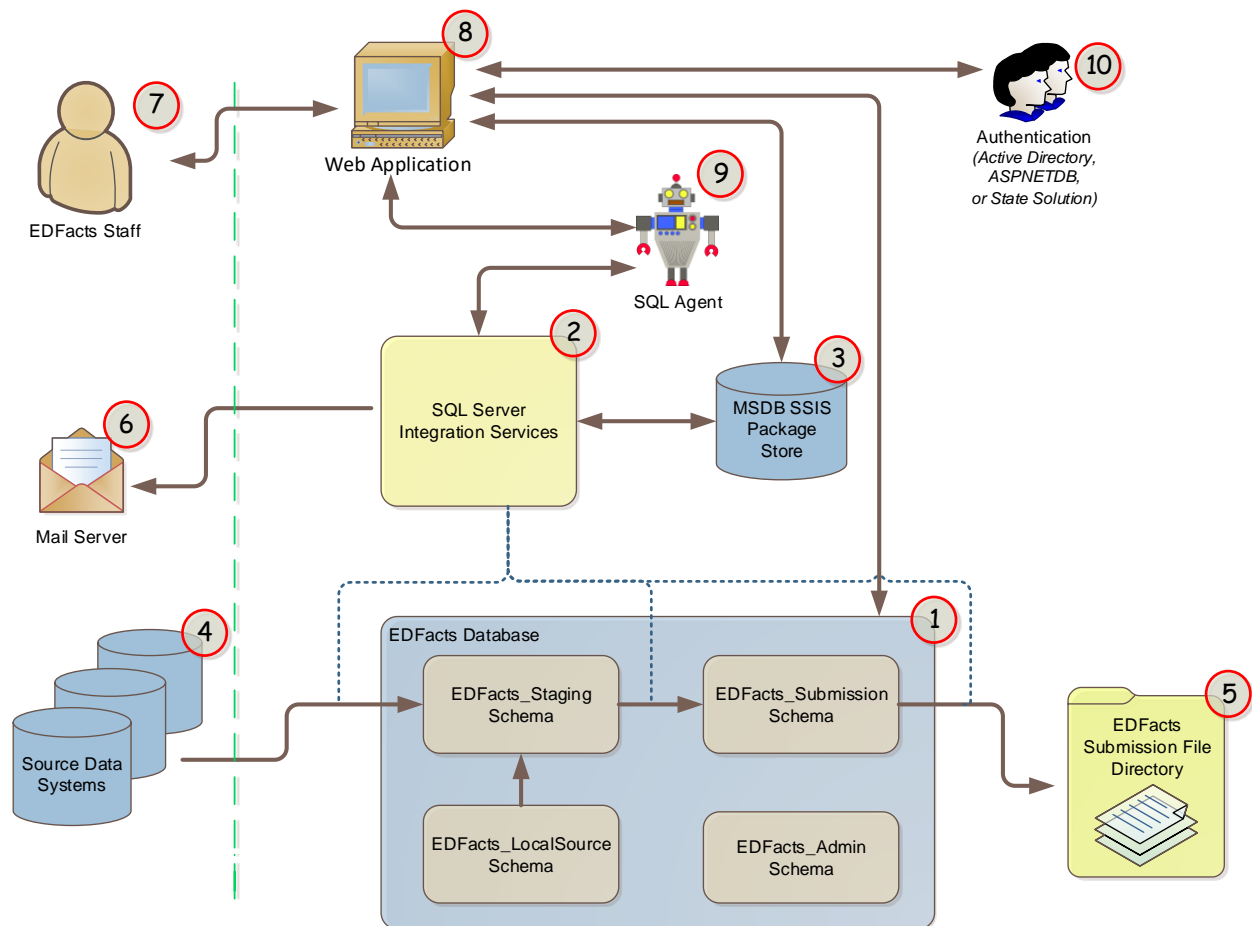 8
10
7
Web Application
Authentication
(Active Directory,
ASPNETDB,
or State Solution)
9
EDFacts Staff
SQL Agent
2
3
SQL Server
Integration Services
MSDB SSIS
Package
Store
6
Mail Server
4
1
EDFacts Database
EDFacts_Staging
Schema
EDFacts_Submission
Schema
5
EDFacts
Submission File
Directory
Source Data
Systems
EDFacts_LocalSource
Schema
EDFacts_Admin
Schema